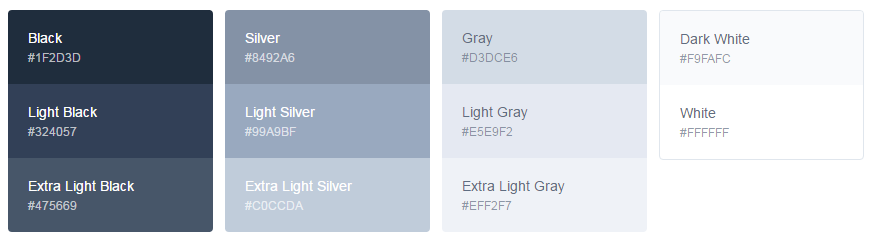 Black
#1F2D3D
Light Black
#324057
Extra Light Black
#475669
Silver
#8492A6
Light Silver
#99A9BF
Extra Light Silver
#C0CCDA
Gray
#D3DCE6
Light Gray
#E5E9F2
Extra Light Gray
#EFF2F7
Dark White
#F9FAFC
White
#FFFFFF